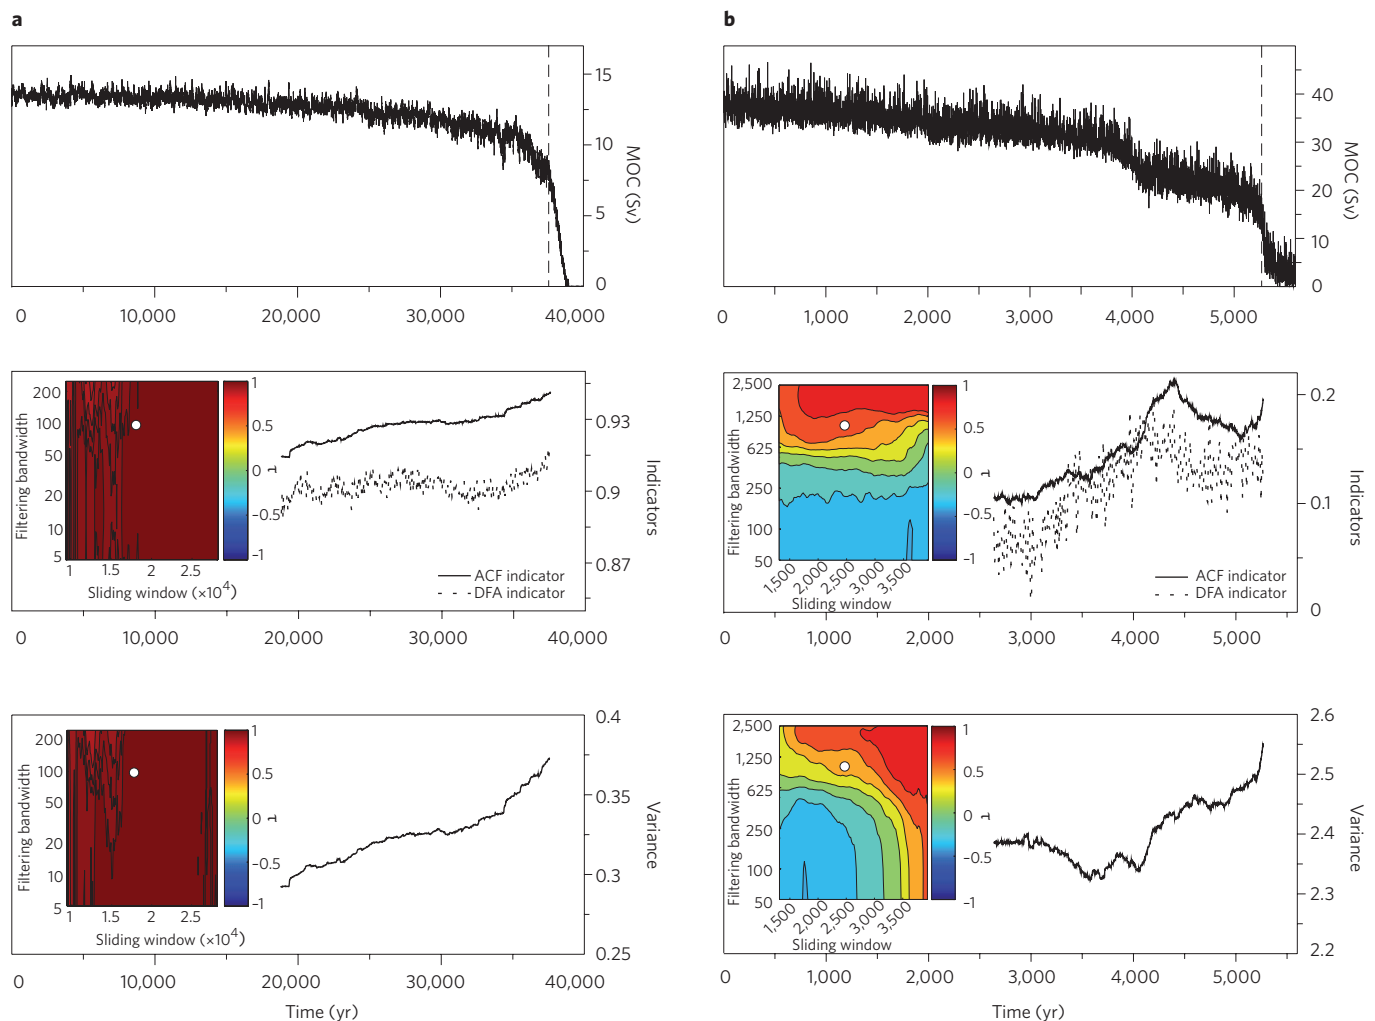 a
15
10
5
0
MOC (Sv)
0 10,000 20,000 30,000 40,000
b
40
30
20
10
0
MOC (Sv)
0 1,000 2,000 3,000 4,000 5,000
200
100
50
20
10
5
Filtering bandwidth
1 1.5 2 2.5
Sliding window (×10⁴)
1
0.5
0
−0.5
−1
τ
ACF indicator
DFA indicator
0.93
0.9
0.87
Indicators
0 10,000 20,000 30,000 40,000
2,500
1,250
625
250
100
50
Filtering bandwidth
1,500 2,000 2,500 3,000 3,500
Sliding window
1
0.5
0
−0.5
−1
τ
ACF indicator
DFA indicator
0.2
0.1
0
Indicators
0 1,000 2,000 3,000 4,000 5,000
200
100
50
20
10
5
Filtering bandwidth
1 1.5 2 2.5
Sliding window (×10⁴)
1
0.5
0
−0.5
−1
τ
0.4
0.35
0.3
0.25
Variance
0 10,000 20,000 30,000 40,000
Time (yr)
2,500
1,250
625
250
100
50
Filtering bandwidth
1,500 2,000 2,500 3,000 3,500
Sliding window
1
0.5
0
−0.5
−1
τ
2.6
2.5
2.4
2.3
2.2
Variance
0 1,000 2,000 3,000 4,000 5,000
Time (yr)